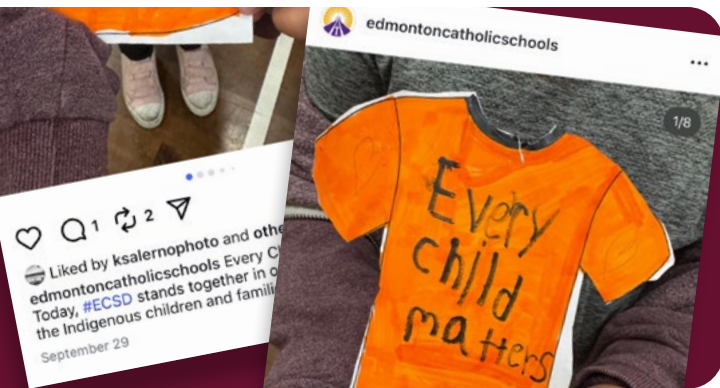 edmontoncatholicschools
1/8
Every
child
matters
1
2
Liked by ksalernophoto and othe
edmontoncatholicschools Every C
Today, #ECSD stands together in o
the Indigenous children and famili
September 29